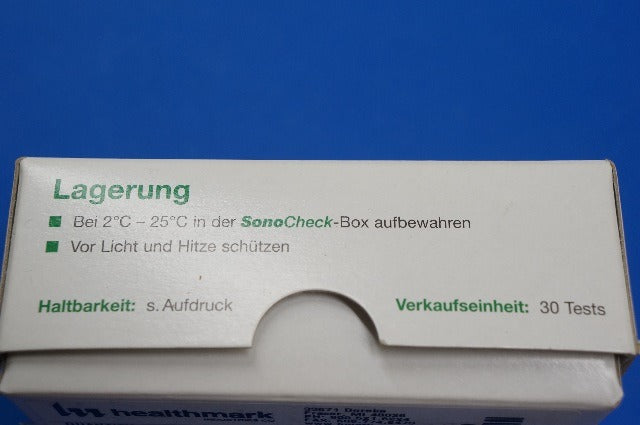 Lagerung
Bei 2°C – 25°C in der SonoCheck-Box aufbewahren
Vor Licht und Hitze schützen
Haltbarkeit: s. Aufdruck
Verkaufseinheit: 30 Tests
healthmark